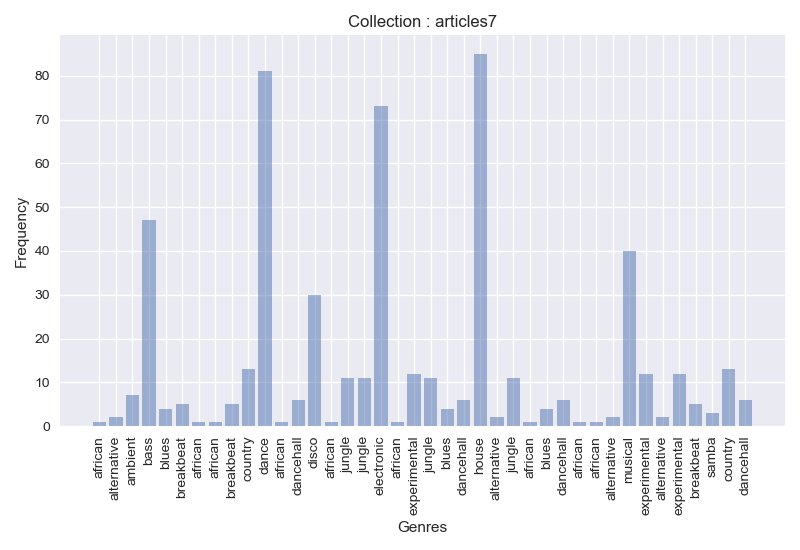 Collection : articles7
Frequency
80
70
60
50
40
30
20
10
0
african
alternative
ambient
bass
blues
breakbeat
african
african
breakbeat
country
dance
african
dancehall
disco
african
jungle
jungle
electronic
african
experimental
jungle
blues
dancehall
house
alternative
jungle
african
blues
dancehall
african
african
alternative
musical
experimental
alternative
experimental
breakbeat
samba
country
dancehall
Genres